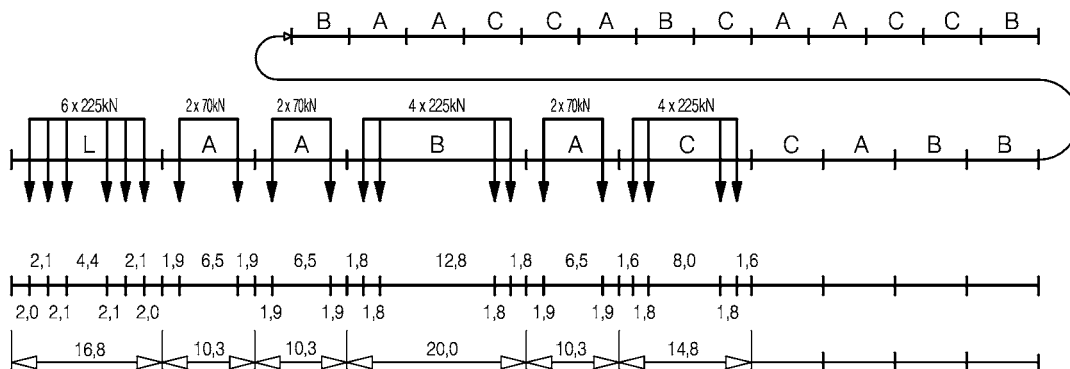 B A A C C A B C A A C C B
6 x 225kN 2 x 70kN 2 x 70kN 4 x 225kN 2 x 70kN 4 x 225kN
L A A B A C C A B B
2,1 4,4 2,1 1,9 6,5 1,9 6,5 1,8 12,8 1,8 6,5 1,6 8,0 1,6
2,0 2,1 2,1 2,0 1,9 1,9 1,8 1,8 1,9 1,9 1,8 1,8
16,8 10,3 10,3 20,0 10,3 14,8